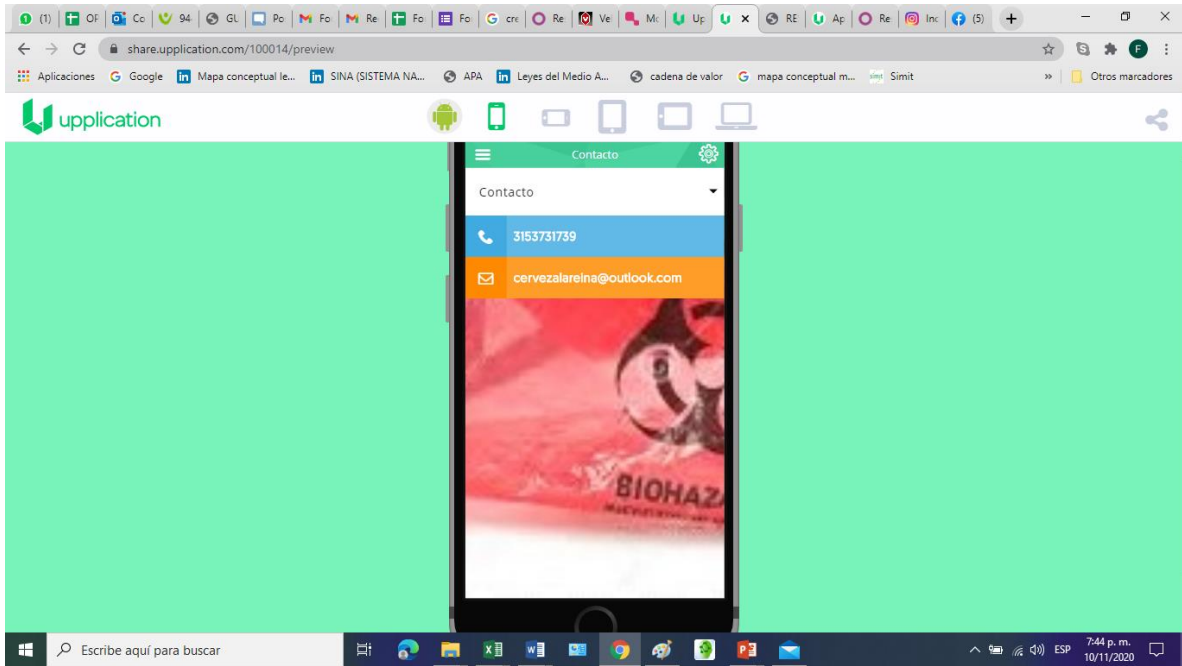 (1) OF Co 94 GL Po Fo Re Fo Fo cre Re Ve Mc Up RE Ap Re Inc (5)
share.upplication.com/100014/preview F
Aplicaciones Google Mapa conceptual le... SINA (SISTEMA NA... APA Leyes del Medio A... cadena de valor mapa conceptual m... Simit » Otros marcadores
upplication
Contacto
Contacto
3153731739
cervezalareina@outlook.com
BIOHAZ
Escribe aquí para buscar
ESP
7:44 p. m.
10/11/2020